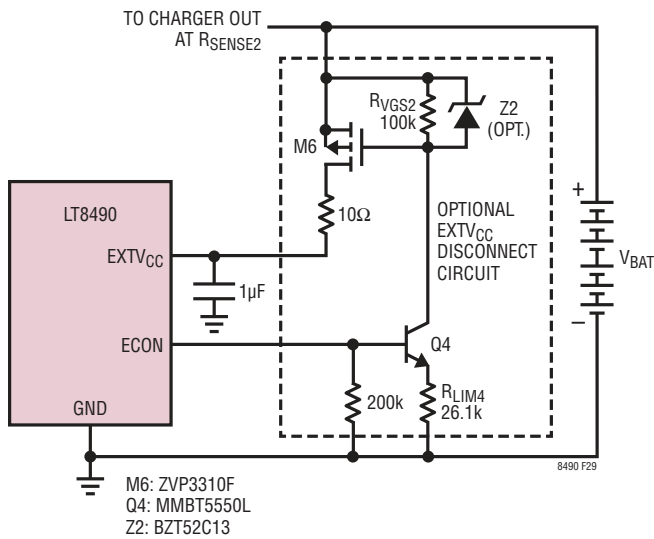 TO CHARGER OUT
AT RSENSE2
RVGS2
100k
Z2
(OPT.)
M6
10Ω
LT8490
EXTVCC
1µF
OPTIONAL
EXTVCC
DISCONNECT
CIRCUIT
+
VBAT
–
ECON
Q4
200k
RLIM4
26.1k
GND
8490 F29
M6: ZVP3310F
Q4: MMBT5550L
Z2: BZT52C13